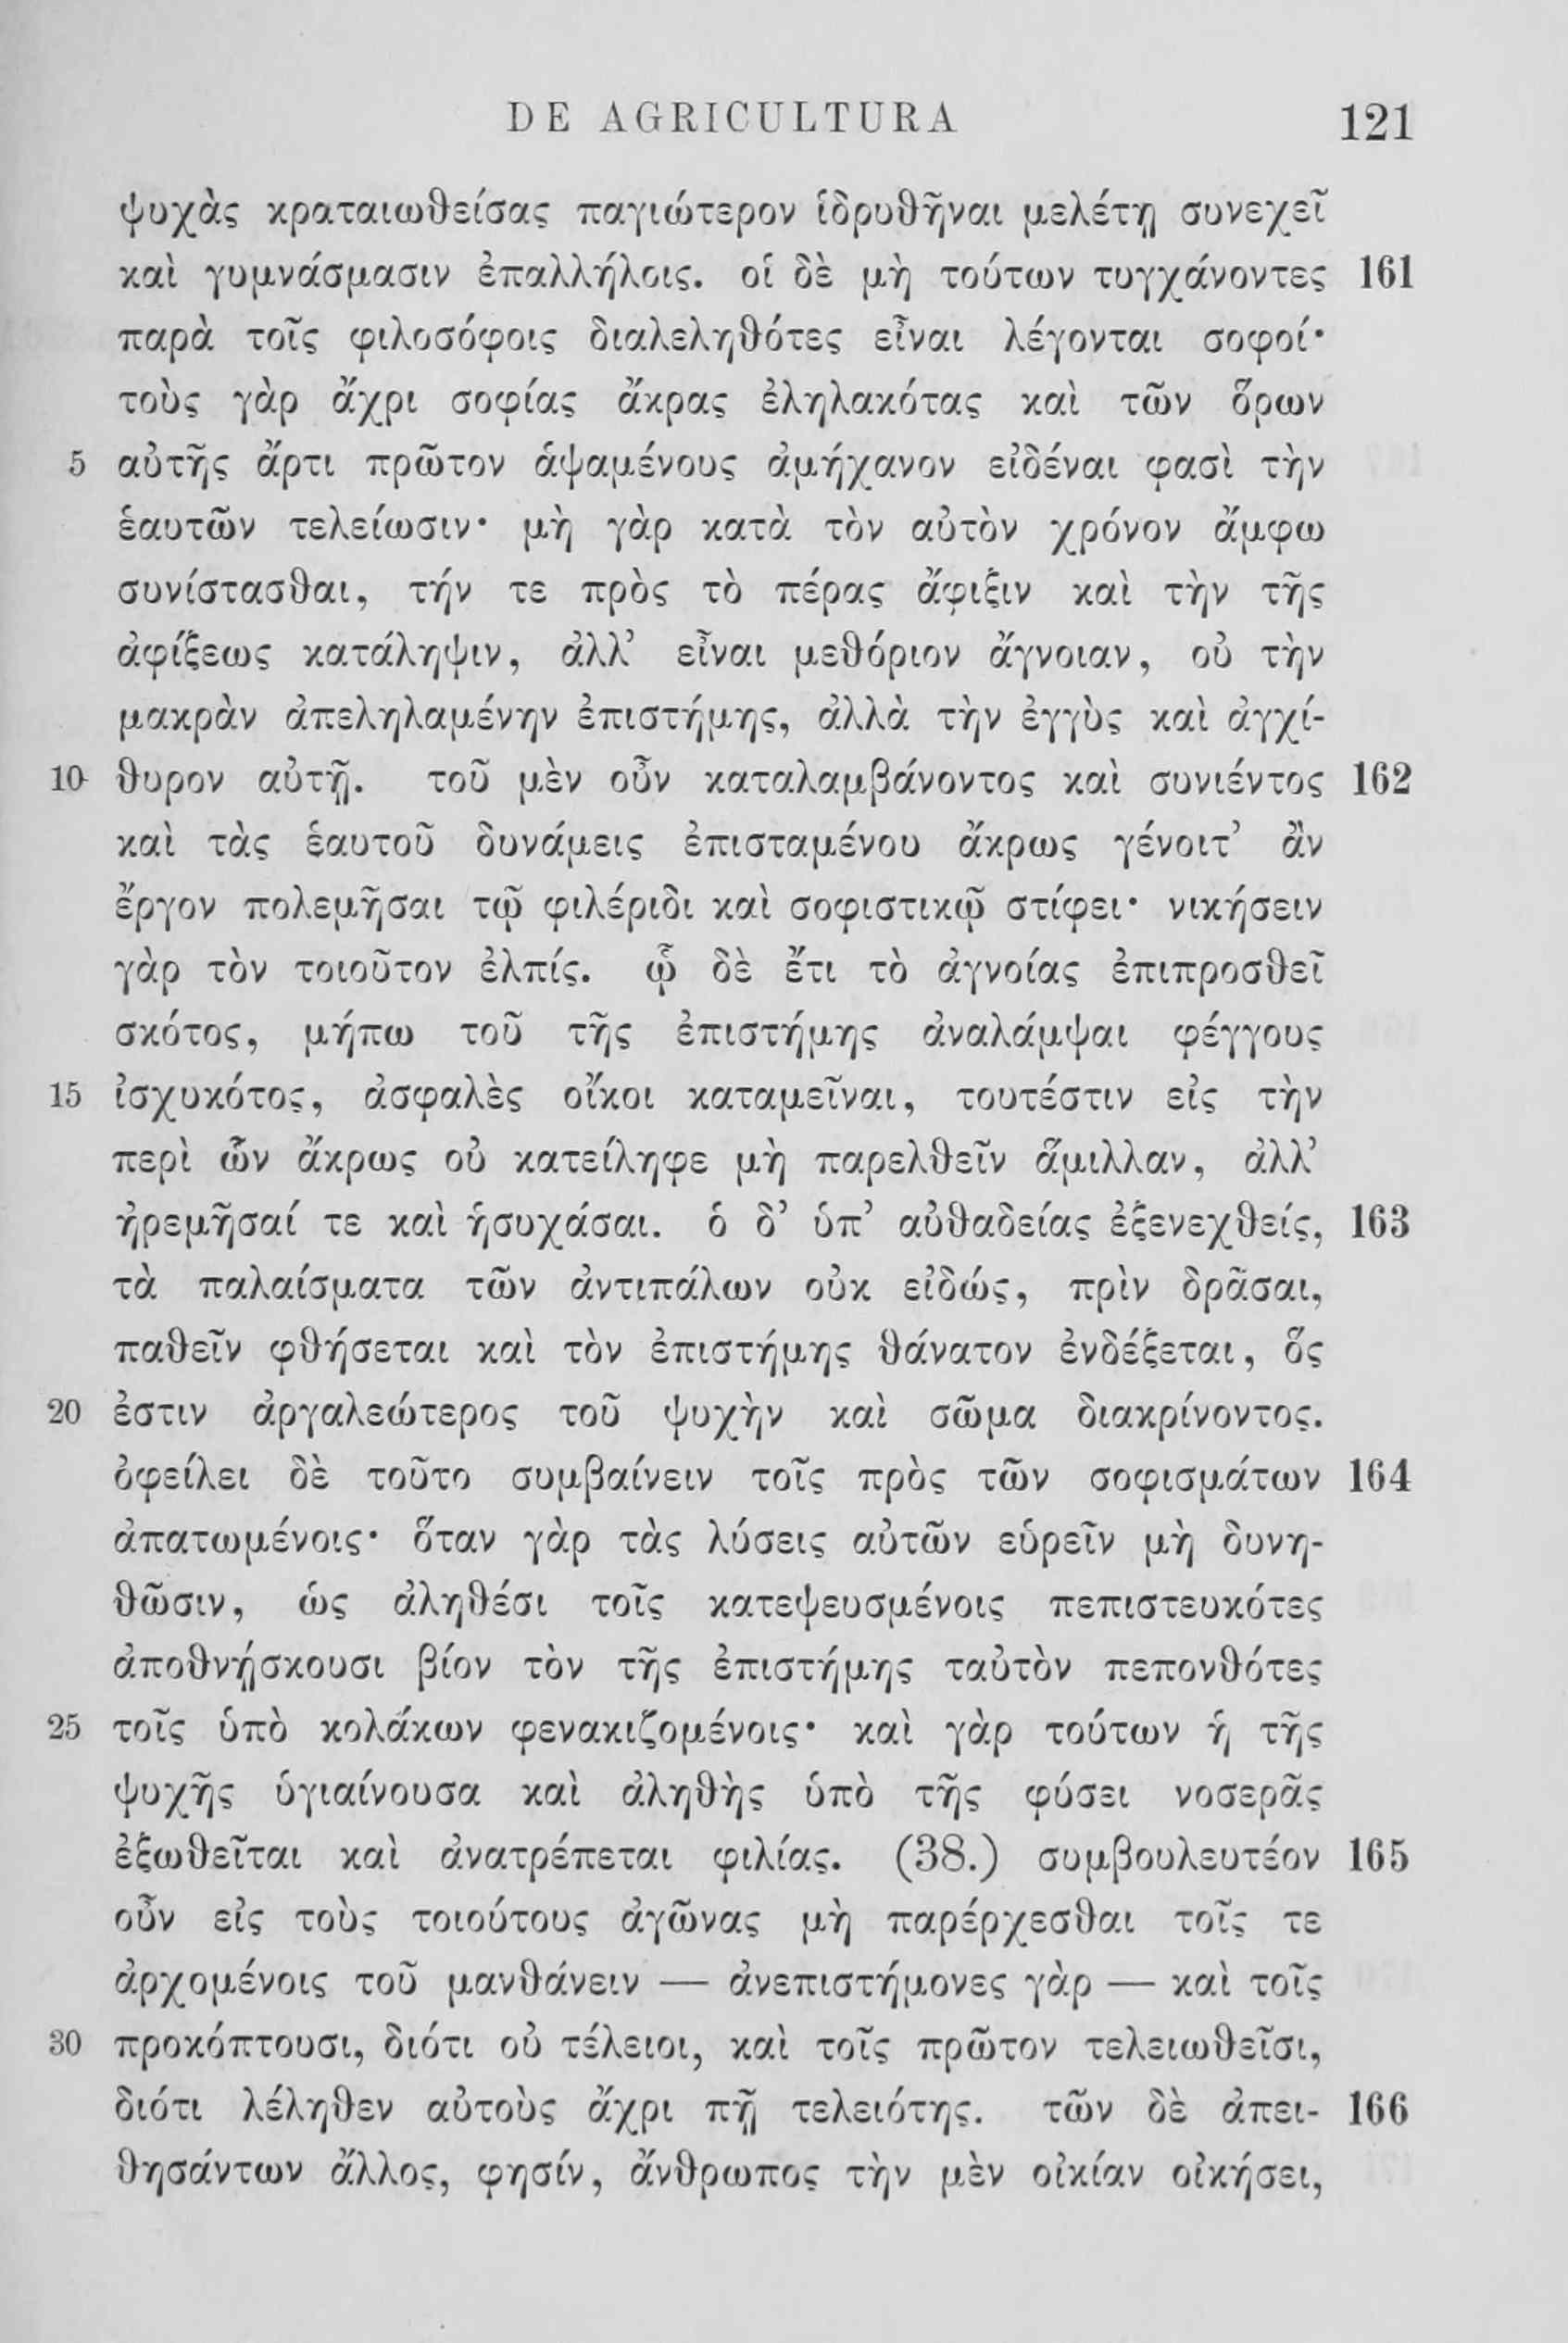 DE AGRICULTURA 121
ψυχὰς κραταιωθείσας παγιώτερον ἱδρυθῆναι μελέτῃ συνεχεῖ
καὶ γυμνάσμασιν ἐπαλλήλοις. οἱ δὲ μὴ τούτων τυγχάνοντες 161
παρὰ τοῖς φιλοσόφοις διαλεληθότες εἶναι λέγονται σοφοί·
τοὺς γὰρ ἄχρι σοφίας ἄκρας ἐληλακότας καὶ τῶν ὅρων
5 αὐτῆς ἄρτι πρῶτον ἁψαμένους ἀμήχανον εἰδέναι φασὶ τὴν
ἑαυτῶν τελείωσιν· μὴ γὰρ κατὰ τὸν αὐτὸν χρόνον ἄμφω
συνίστασθαι, τήν τε πρὸς τὸ πέρας ἄφιξιν καὶ τὴν τῆς
ἀφίξεως κατάληψιν, ἀλλ’ εἶναι μεθόριον ἄγνοιαν, οὐ τὴν
μακρὰν ἀπεληλαμένην ἐπιστήμης, ἀλλὰ τὴν ἐγγὺς καὶ ἀγχί-
10 θυρον αὐτῇ. τοῦ μὲν οὖν καταλαμβάνοντος καὶ συνιέντος 162
καὶ τὰς ἑαυτοῦ δυνάμεις ἐπισταμένου ἄκρως γένοιτ’ ἂν
ἔργον πολεμῆσαι τῷ φιλέριδι καὶ σοφιστικῷ στίφει· νικήσειν
γὰρ τὸν τοιοῦτον ἐλπίς. ᾧ δὲ ἔτι τὸ ἀγνοίας ἐπιπροσθεῖ
σκότος, μήπω τοῦ τῆς ἐπιστήμης ἀναλάμψαι φέγγους
15 ἰσχυκότος, ἀσφαλὲς οἴκοι καταμεῖναι, τουτέστιν εἰς τὴν
περὶ ὧν ἄκρως οὐ κατείληφε μὴ παρελθεῖν ἅμιλλαν, ἀλλ’
ἠρεμῆσαί τε καὶ ἡσυχάσαι. ὁ δ’ ὑπ’ αὐθαδείας ἐξενεχθείς, 163
τὰ παλαίσματα τῶν ἀντιπάλων οὐκ εἰδώς, πρὶν δρᾶσαι,
παθεῖν φθήσεται καὶ τὸν ἐπιστήμης θάνατον ἐνδέξεται, ὅς
20 ἐστιν ἀργαλεώτερος τοῦ ψυχὴν καὶ σῶμα διακρίνοντος.
ὀφείλει δὲ τοῦτο συμβαίνειν τοῖς πρὸς τῶν σοφισμάτων 164
ἀπατωμένοις· ὅταν γὰρ τὰς λύσεις αὐτῶν εὑρεῖν μὴ δυνη-
θῶσιν, ὡς ἀληθέσι τοῖς κατεψευσμένοις πεπιστευκότες
ἀποθνῄσκουσι βίον τὸν τῆς ἐπιστήμης ταὐτὸν πεπονθότες
25 τοῖς ὑπὸ κολάκων φενακιζομένοις· καὶ γὰρ τούτων ἡ τῆς
ψυχῆς ὑγιαίνουσα καὶ ἀληθὴς ὑπὸ τῆς φύσει νοσερᾶς
ἐξωθεῖται καὶ ἀνατρέπεται φιλίας. (38.) συμβουλευτέον 165
οὖν εἰς τοὺς τοιούτους ἀγῶνας μὴ παρέρχεσθαι τοῖς τε
ἀρχομένοις τοῦ μανθάνειν — ἀνεπιστήμονες γὰρ — καὶ τοῖς
30 προκόπτουσι, διότι οὐ τέλειοι, καὶ τοῖς πρῶτον τελειωθεῖσι,
διότι λέληθεν αὐτοὺς ἄχρι πῇ τελειότης. τῶν δὲ ἀπει- 166
θησάντων ἄλλος, φησίν, ἄνθρωπος τὴν μὲν οἰκίαν οἰκήσει,